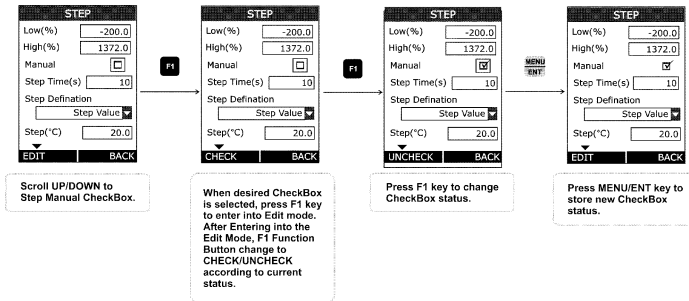 STEP
Low(%) -200.0
High(%) 1372.0
Manual
Step Time(s) 10
Step Defination
Step Value
Step(°C) 20.0
EDIT BACK
Scroll UP/DOWN to
Step Manual CheckBox.
F1
STEP
Low(%) -200.0
High(%) 1372.0
Manual
Step Time(s) 10
Step Defination
Step Value
Step(°C) 20.0
CHECK BACK
When desired CheckBox
is selected, press F1 key
to enter into Edit mode.
After Entering into the
Edit Mode, F1 Function
Button change to
CHECK/UNCHECK
according to current
status.
F1
STEP
Low(%) -200.0
High(%) 1372.0
Manual
Step Time(s) 10
Step Defination
Step Value
Step(°C) 20.0
UNCHECK BACK
Press F1 key to change
CheckBox status.
MENU
ENT
STEP
Low(%) -200.0
High(%) 1372.0
Manual
Step Time(s) 10
Step Defination
Step Value
Step(°C) 20.0
EDIT BACK
Press MENU/ENT key to
store new CheckBox
status.